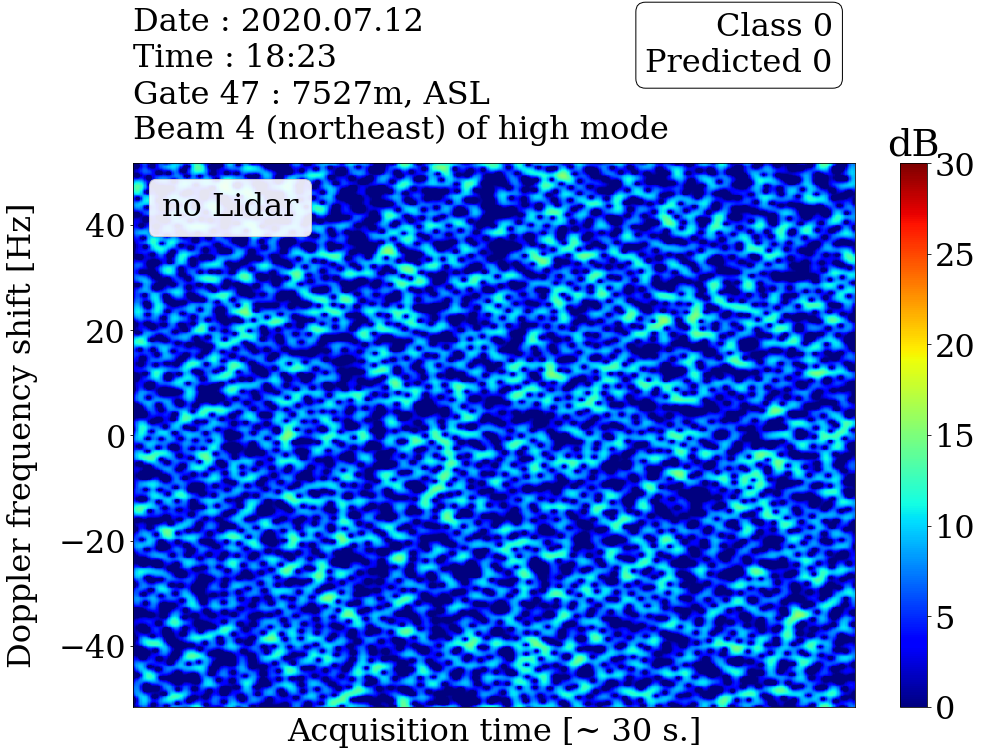 Date : 2020.07.12
Time : 18:23
Gate 47 : 7527m, ASL
Beam 4 (northeast) of high mode
Class 0
Predicted 0
dB
no Lidar
Doppler frequency shift [Hz]
40
20
0
−20
−40
30
25
20
15
10
5
0
Acquisition time [~ 30 s.]